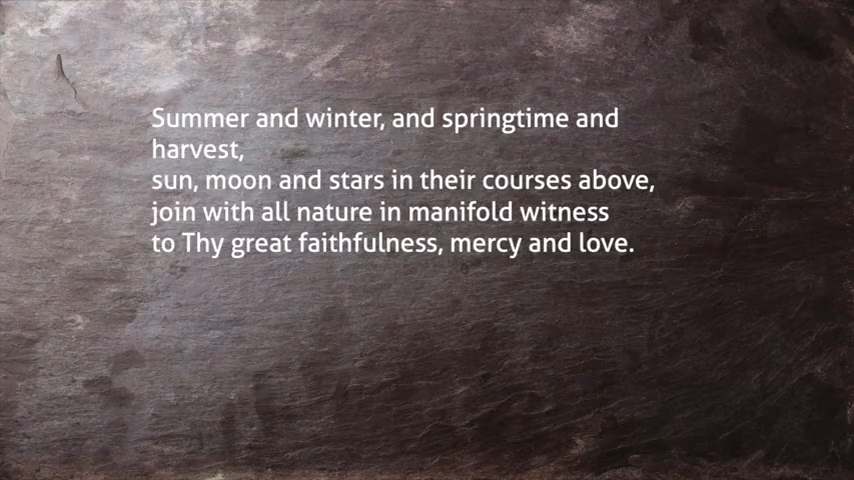 Summer and winter, and springtime and
harvest,
sun, moon and stars in their courses above,
join with all nature in manifold witness
to Thy great faithfulness, mercy and love.